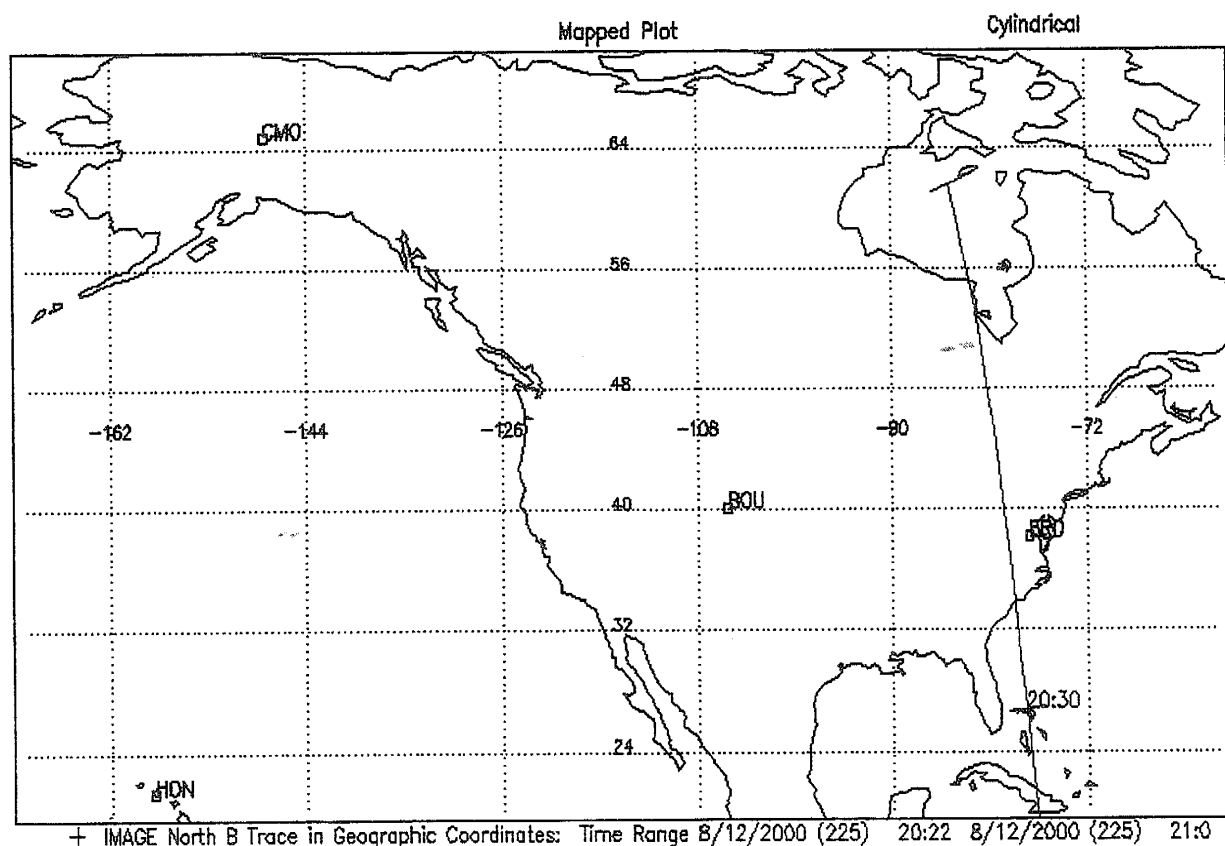 Mapped Plot Cylindrical
CMO
64
56
48
-162 -144 -126 -108 -90 -72
BOU
40
32
20:30
24
HON
+ IMAGE North B Trace in Geographic Coordinates: Time Range 8/12/2000 (225) 20:22 8/12/2000 (225) 21:0